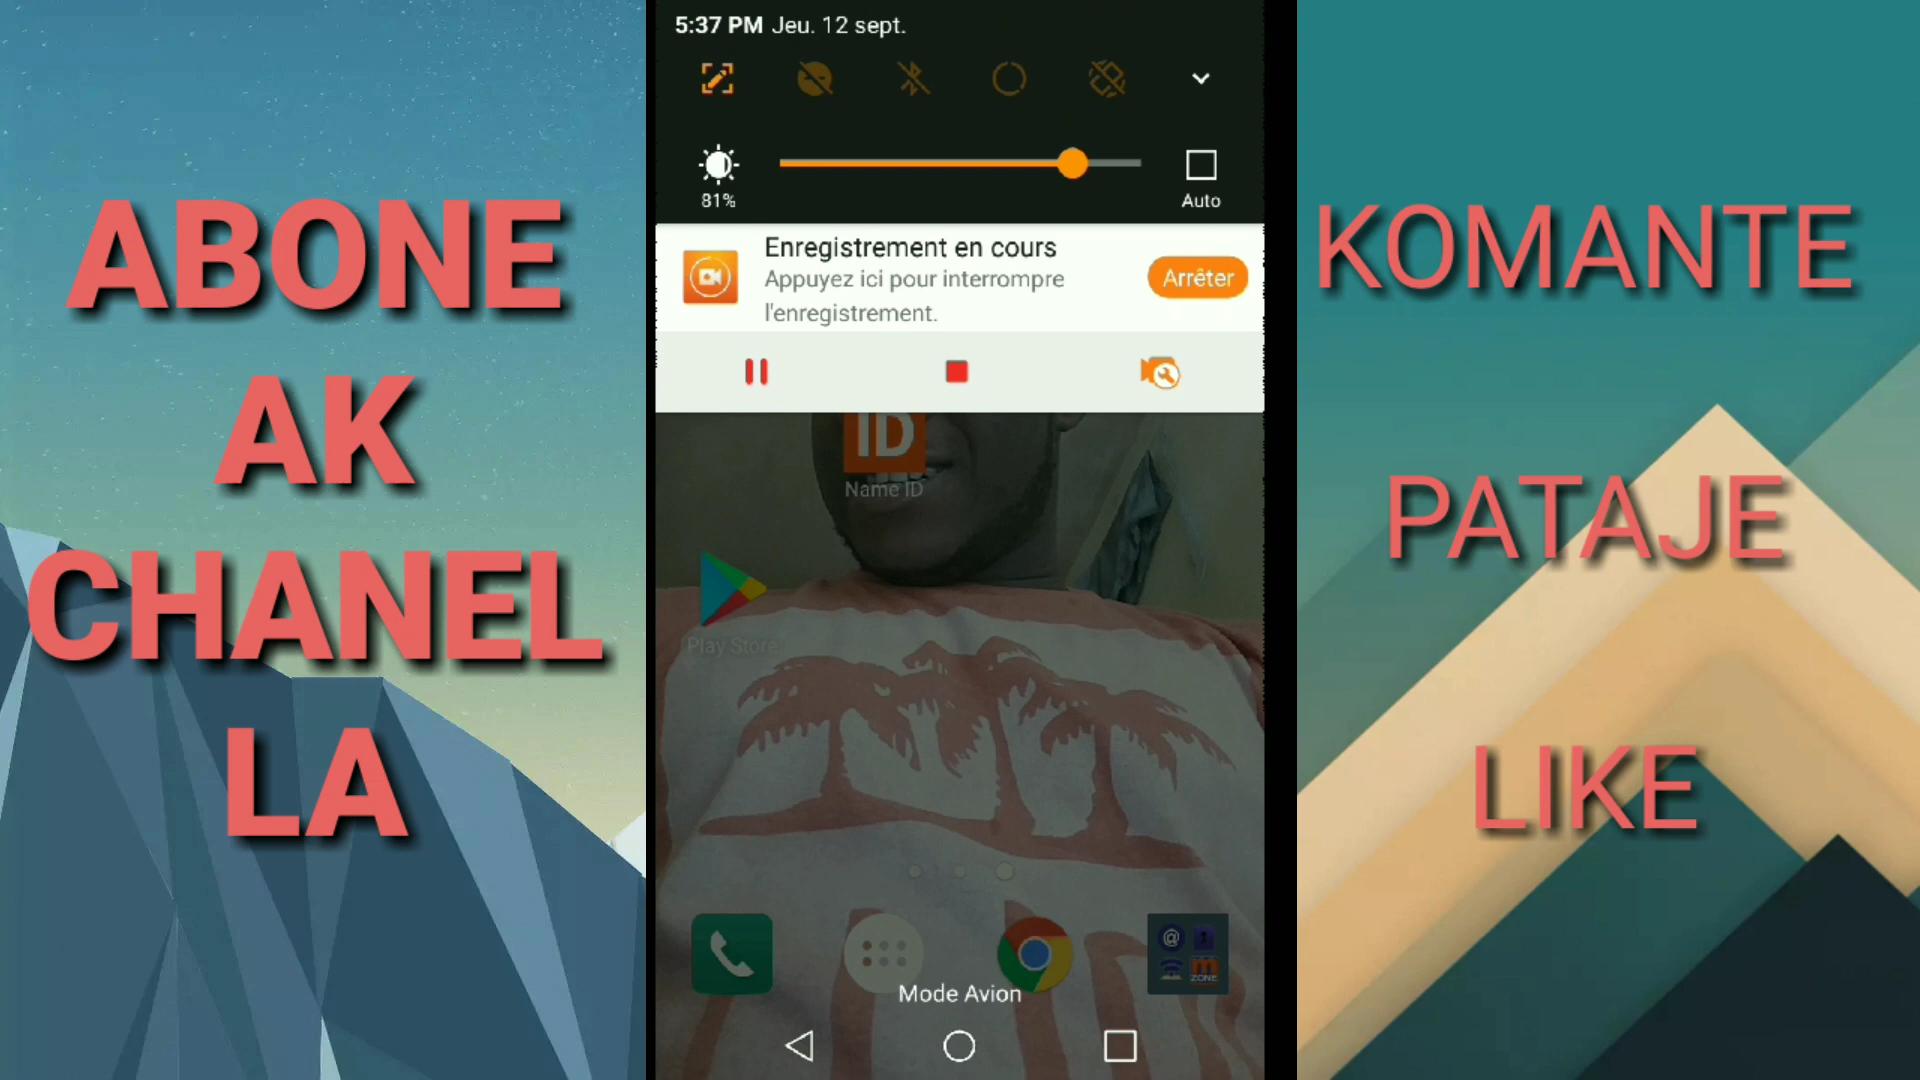 ABONE
AK
CHANEL
LA
5:37 PM Jeu. 12 sept.
81%
Auto
Enregistrement en cours
Appuyez ici pour interrompre
l'enregistrement.
Arrêter
ID
Name ID
Play Store
@
ZONE
Mode Avion
KOMANTE
PATAJE
LIKE